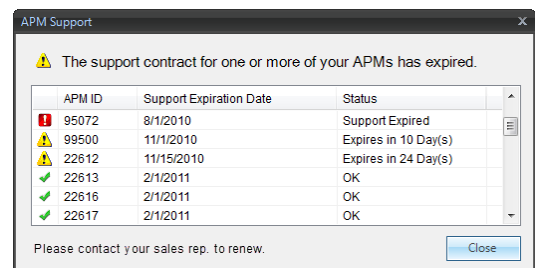 APM Support x
The support contract for one or more of your APMs has expired.
APM ID Support Expiration Date Status
95072 8/1/2010 Support Expired
99500 11/1/2010 Expires in 10 Day(s)
22612 11/15/2010 Expires in 24 Day(s)
22613 2/1/2011 OK
22616 2/1/2011 OK
22617 2/1/2011 OK
Please contact your sales rep. to renew. Close